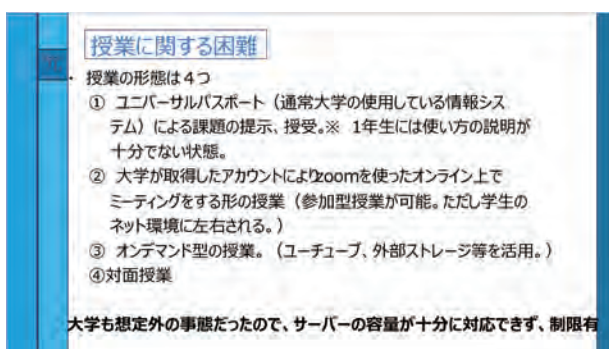 授業に関する困難
・ 授業の形態は4つ
① ユニバーサルパスポート（通常大学の使用している情報シス
テム）による課題の提示、授受。※ 1年生には使い方の説明が
十分でない状態。
② 大学が取得したアカウントによりzoomを使ったオンライン上で
ミーティングをする形の授業（参加型授業が可能。ただし学生の
ネット環境に左右される。）
③ オンデマンド型の授業。（ユーチューブ、外部ストレージ等を活用。）
④対面授業
大学も想定外の事態だったので、サーバーの容量が十分に対応できず、制限有